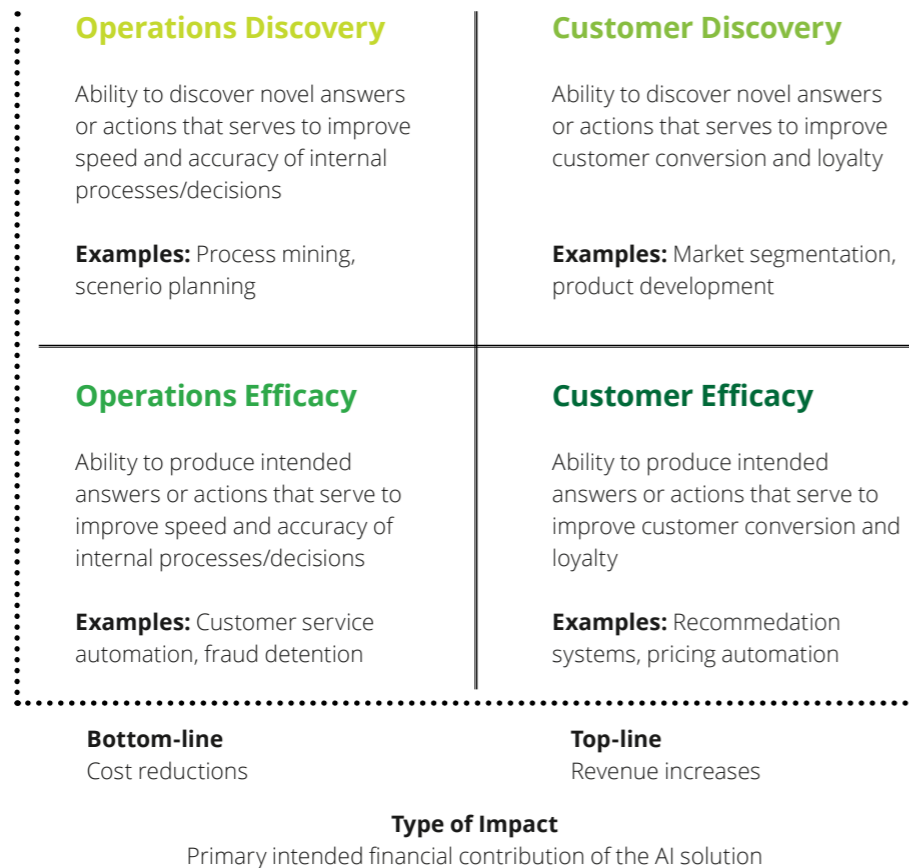 Operations Discovery
Ability to discover novel answers
or actions that serves to improve
speed and accuracy of internal
processes/decisions
Examples: Process mining,
scenerio planning
Customer Discovery
Ability to discover novel answers
or actions that serves to improve
customer conversion and loyalty
Examples: Market segmentation,
product development
Operations Efficacy
Ability to produce intended
answers or actions that serve to
improve speed and accuracy of
internal processes/decisions
Examples: Customer service
automation, fraud detention
Customer Efficacy
Ability to produce intended
answers or actions that serve to
improve customer conversion and
loyalty
Examples: Recommedation
systems, pricing automation
Bottom-line
Cost reductions
Top-line
Revenue increases
Type of Impact
Primary intended financial contribution of the AI solution